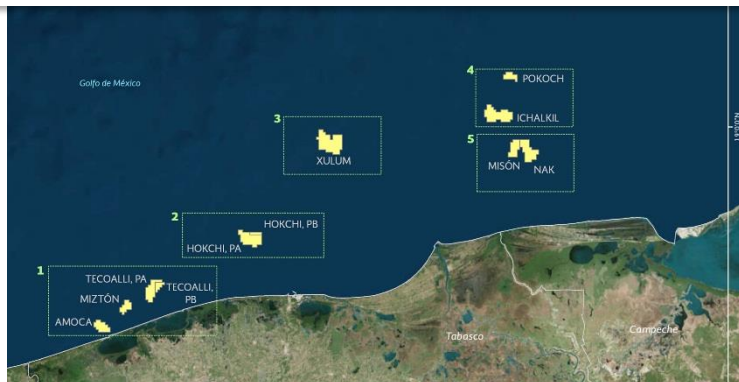 Golfo de México
4
POKOCH
ICHALKIL
3
XULUM
5
MISÓN
NAK
2
HOKCHI, PB
HOKCHI, PA
1
TECOALLI, PA
TECOALLI,
PB
MIZTÓN
AMOCA
Tabasco
Campeche